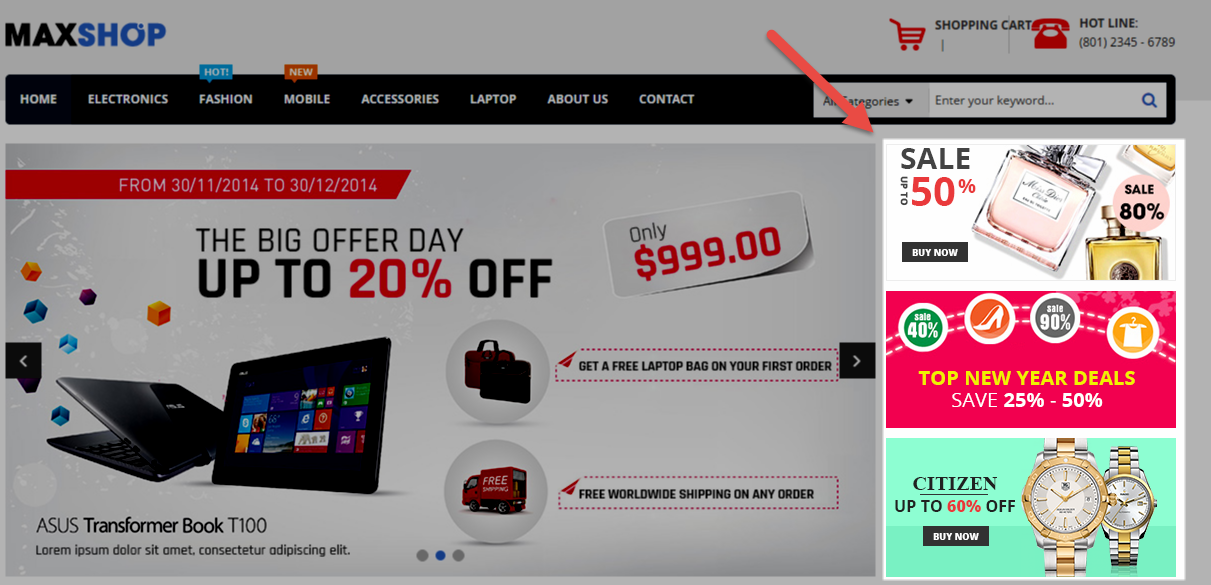 MAXSHOP
SHOPPING CART
|
HOT LINE:
(801) 2345 - 6789
HOT!
NEW
HOME
ELECTRONICS
FASHION
MOBILE
ACCESSORIES
LAPTOP
ABOUT US
CONTACT
All Categories
Enter your keyword...
FROM 30/11/2014 TO 30/12/2014
THE BIG OFFER DAY
UP TO 20% OFF
Only
$999.00
GET A FREE LAPTOP BAG ON YOUR FIRST ORDER
FREE
SHIPPING
FREE WORLDWIDE SHIPPING ON ANY ORDER
ASUS Transformer Book T100
Lorem ipsum dolor sit amet, consectetur adipiscing elit.
ASUS
SALE
UP TO
50%
Miss Dior
SALE
80%
BUY NOW
sale
40%
sale
90%
TOP NEW YEAR DEALS
SAVE 25% - 50%
CITIZEN
UP TO 60% OFF
BUY NOW